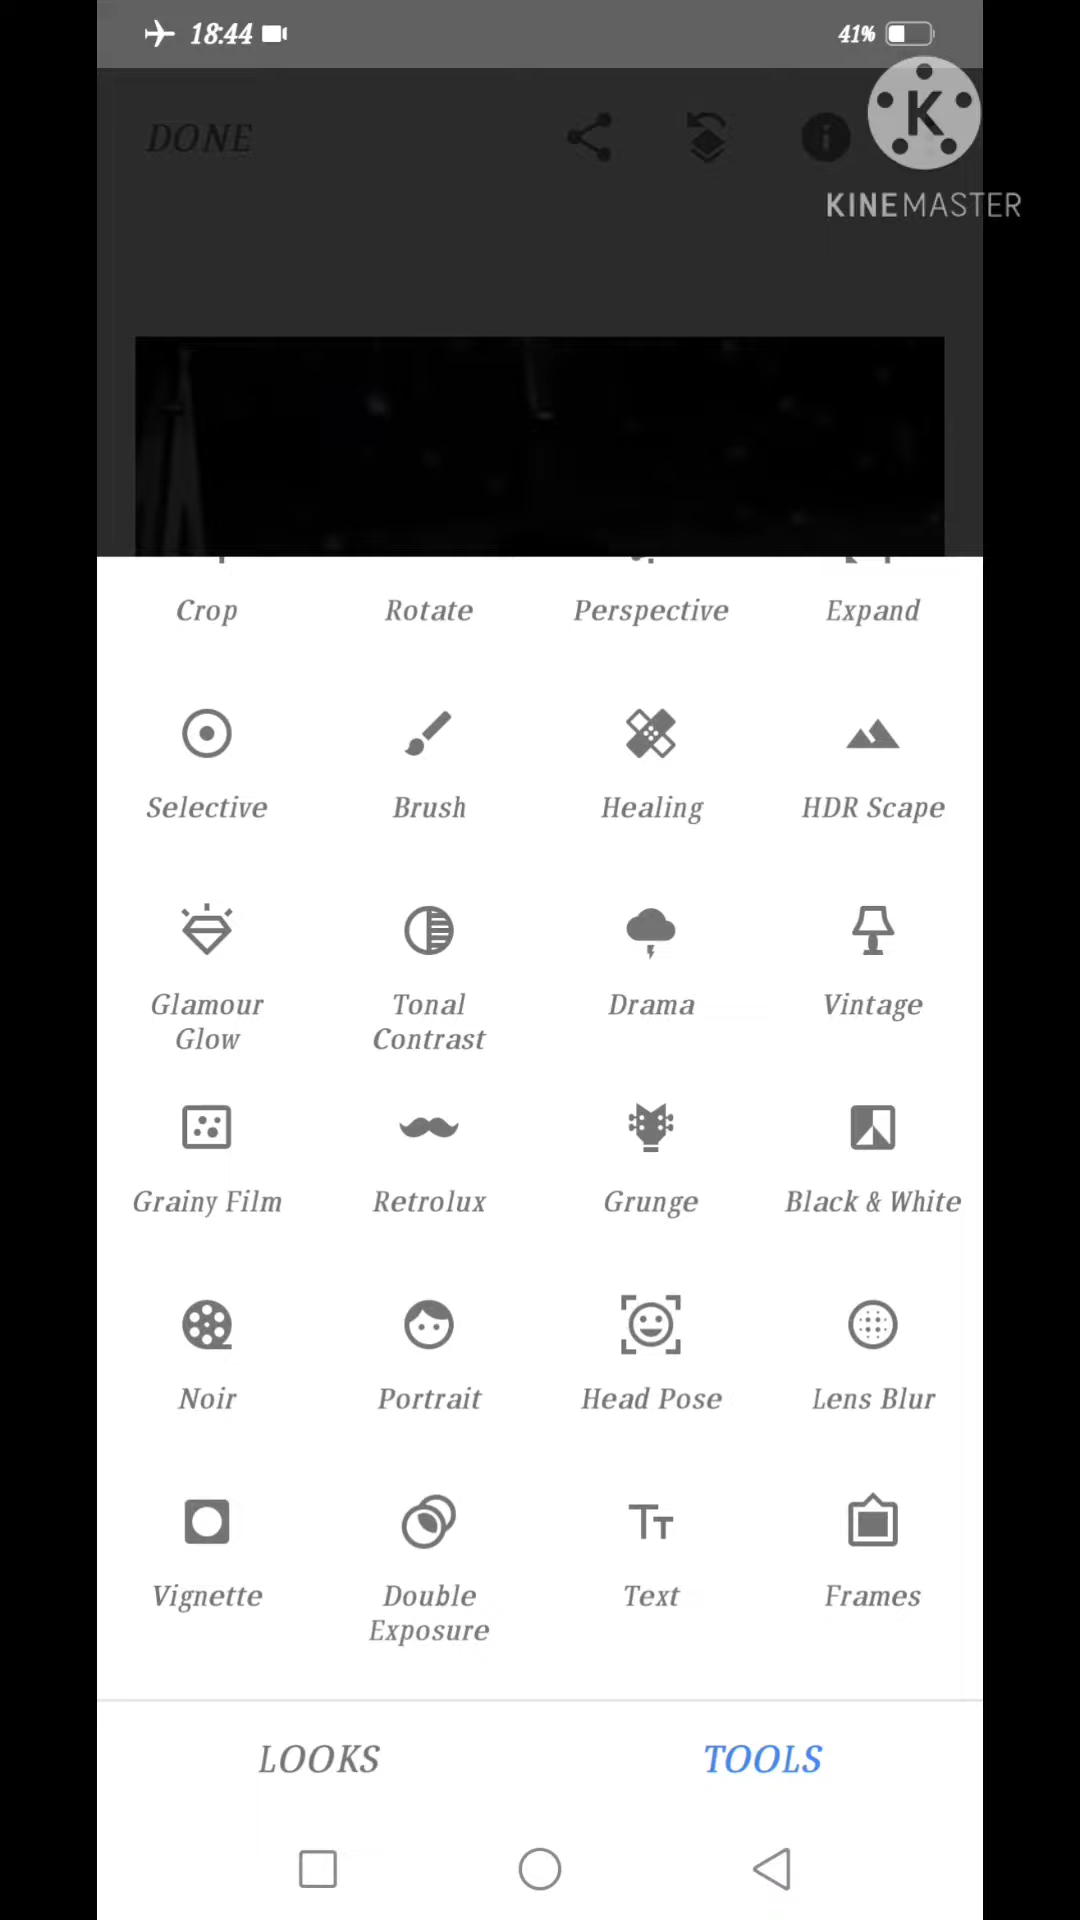 18:44
41%
DONE
K
KINEMASTER
Crop Rotate Perspective Expand
Selective Brush Healing HDR Scape
Glamour Glow Tonal Contrast Drama Vintage
Grainy Film Retrolux Grunge Black & White
Noir Portrait Head Pose Lens Blur
Vignette Double Exposure Text Frames
LOOKS TOOLS